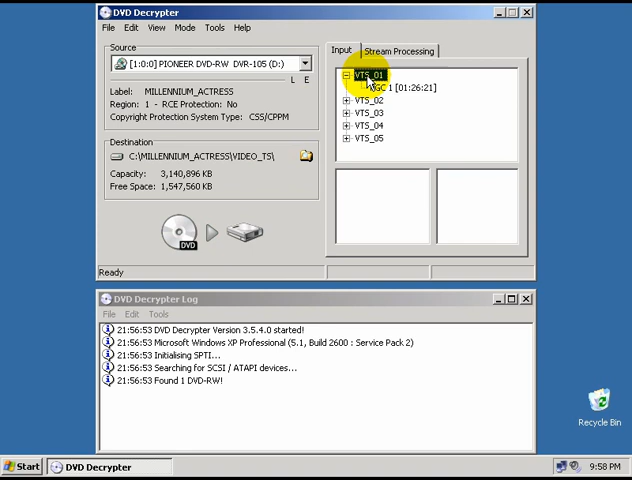 DVD Decrypter
File Edit View Mode Tools Help
Source
[1:0:0] PIONEER DVD-RW DVR-105 (D:)
L E
Label: MILLENNIUM_ACTRESS
Region: 1 - RCE Protection: No
Copyright Protection System Type: CSS/CPPM
Destination
C:\MILLENNIUM_ACTRESS\VIDEO_TS\
Capacity: 3,140,896 KB
Free Space: 1,547,560 KB
DVD
Ready
Input Stream Processing
VTS_01
GC 1 [01:26:21]
VTS_02
VTS_03
VTS_04
VTS_05
DVD Decrypter Log
File Edit Tools
21:56:53 DVD Decrypter Version 3.5.4.0 started!
21:56:53 Microsoft Windows XP Professional (5.1, Build 2600 : Service Pack 2)
21:56:53 Initialising SPTI...
21:56:53 Searching for SCSI / ATAPI devices...
21:56:53 Found 1 DVD-RW!
Recycle Bin
Start DVD Decrypter 9:58 PM